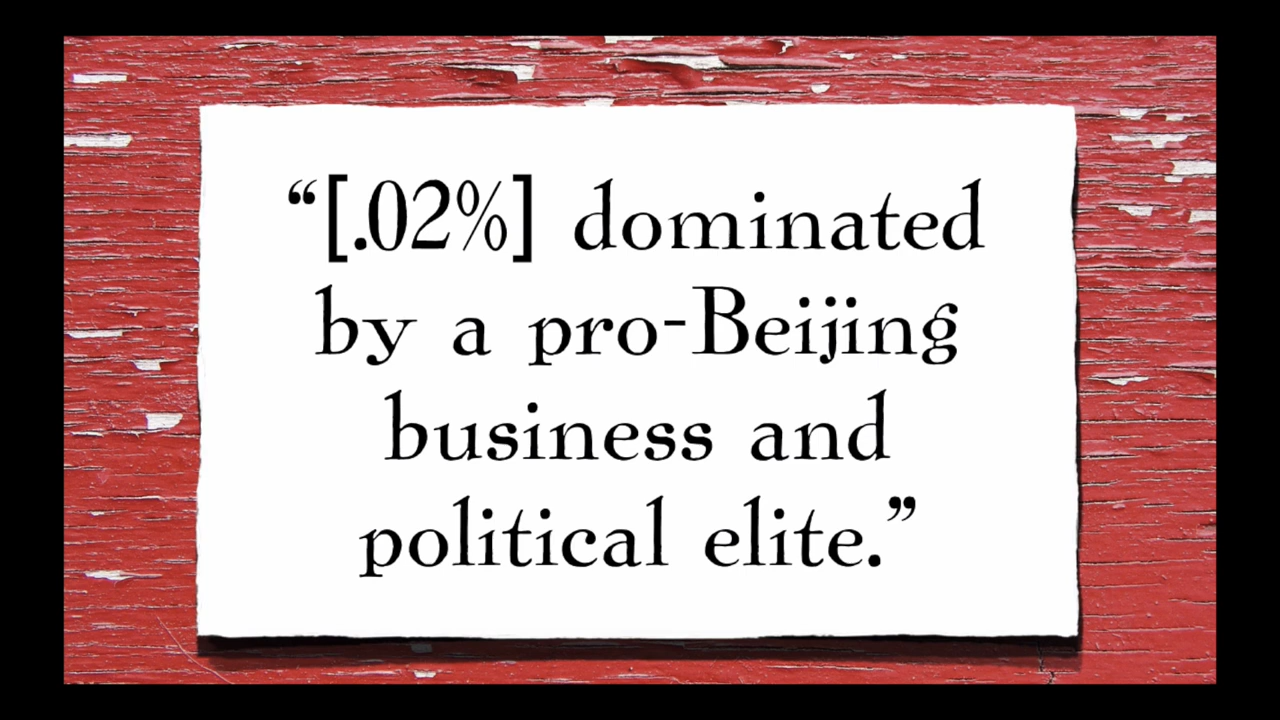 “[.02%] dominated
by a pro-Beijing
business and
political elite.”